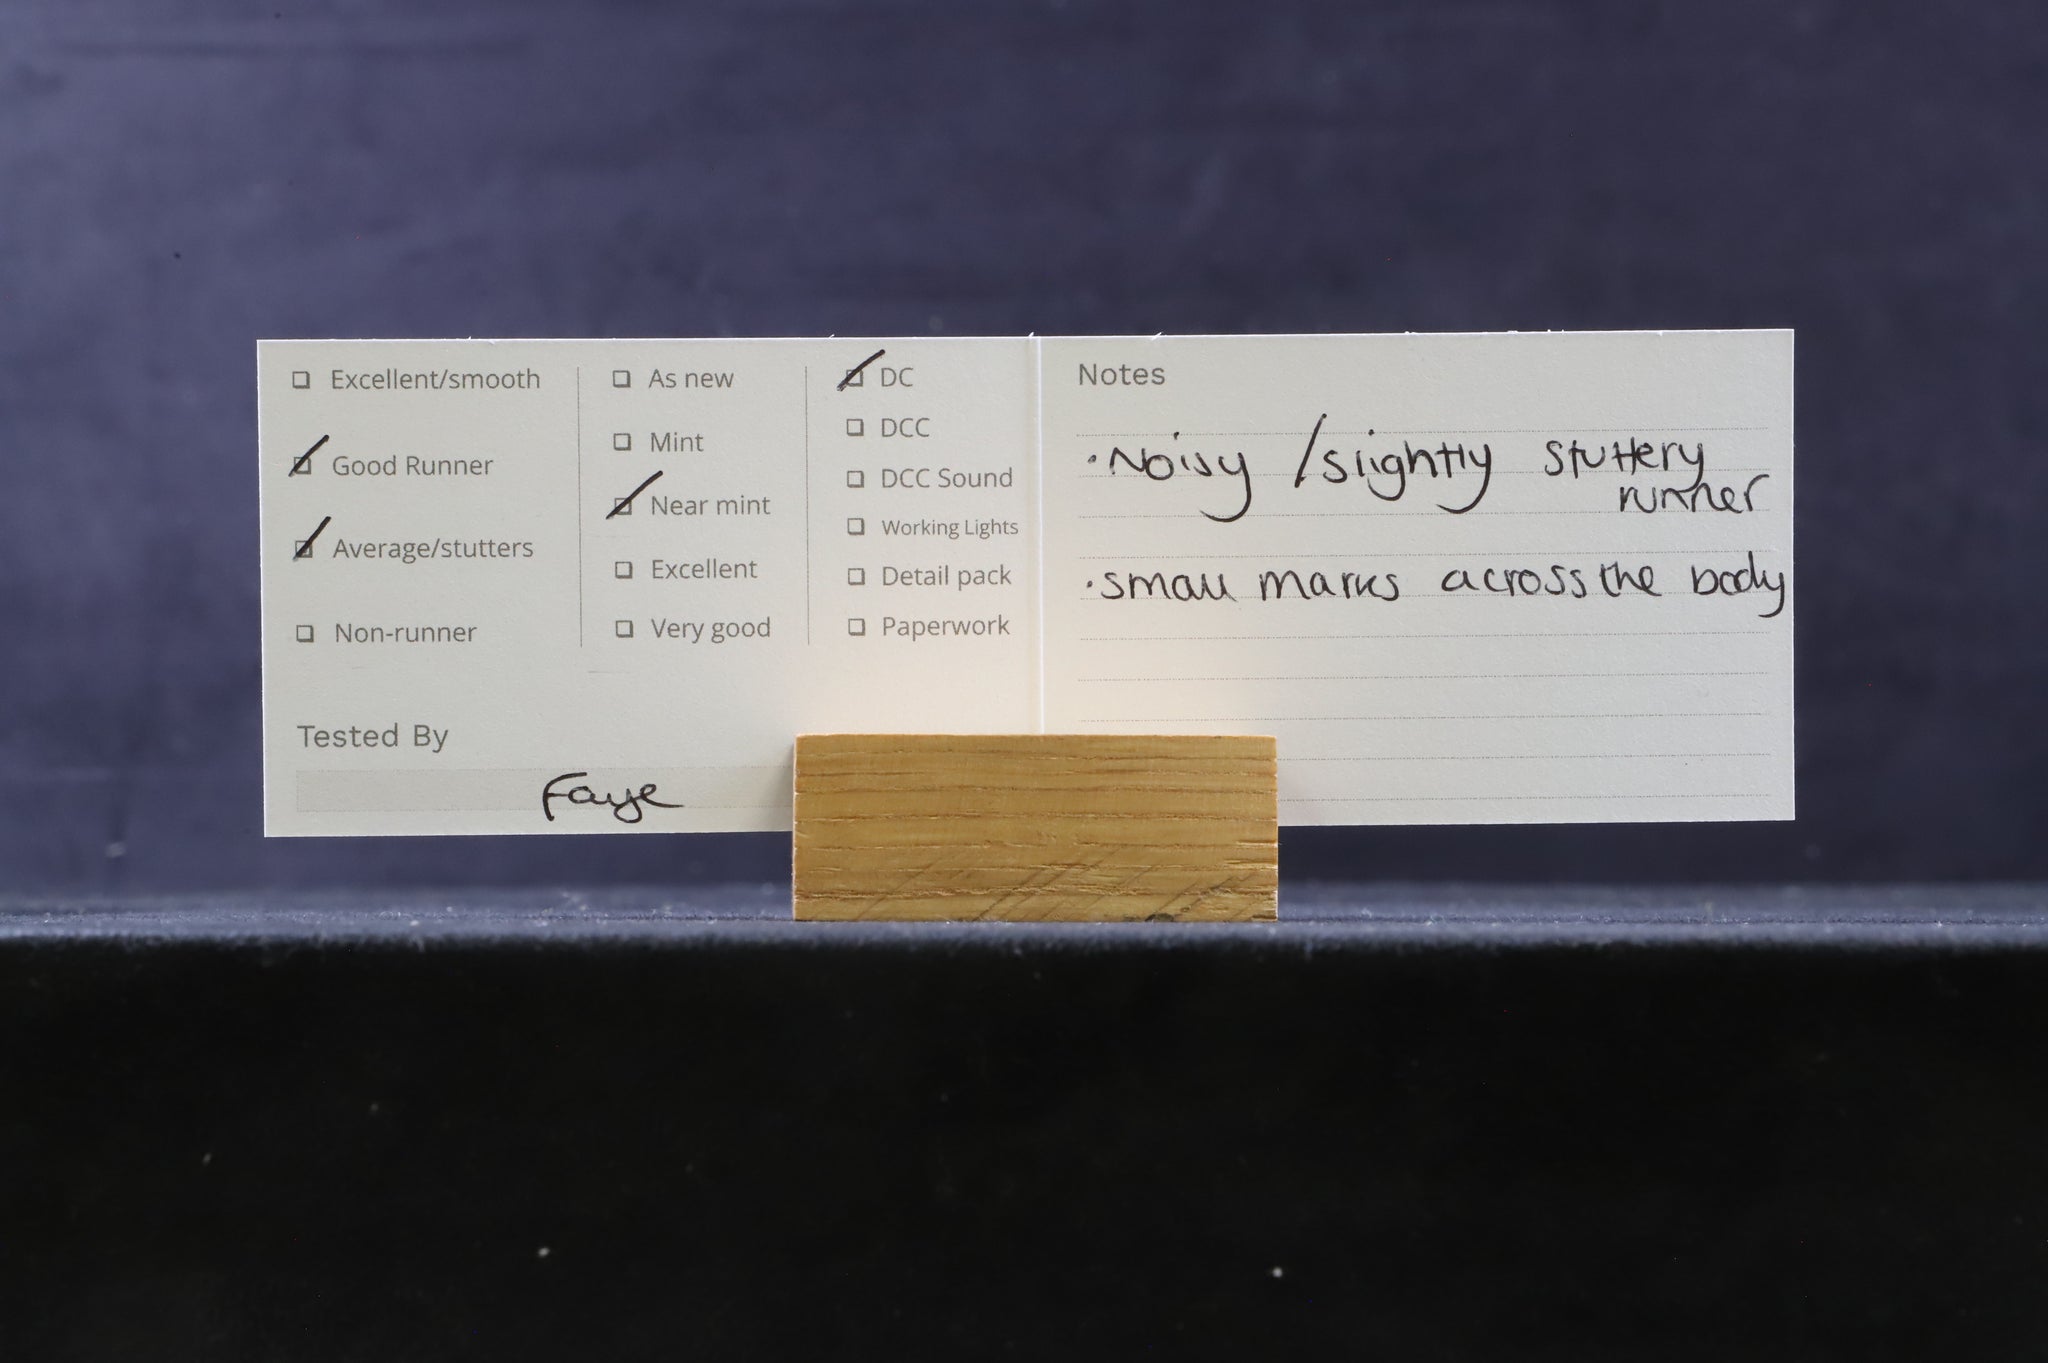 Excellent/smooth
Good Runner
Average/stutters
Non-runner
As new
Mint
Near mint
Excellent
Very good
DC
DCC
DCC Sound
Working Lights
Detail pack
Paperwork
Tested By
Faye
Notes
• Noisy / slightly stuttery
runner
• small marks across the body